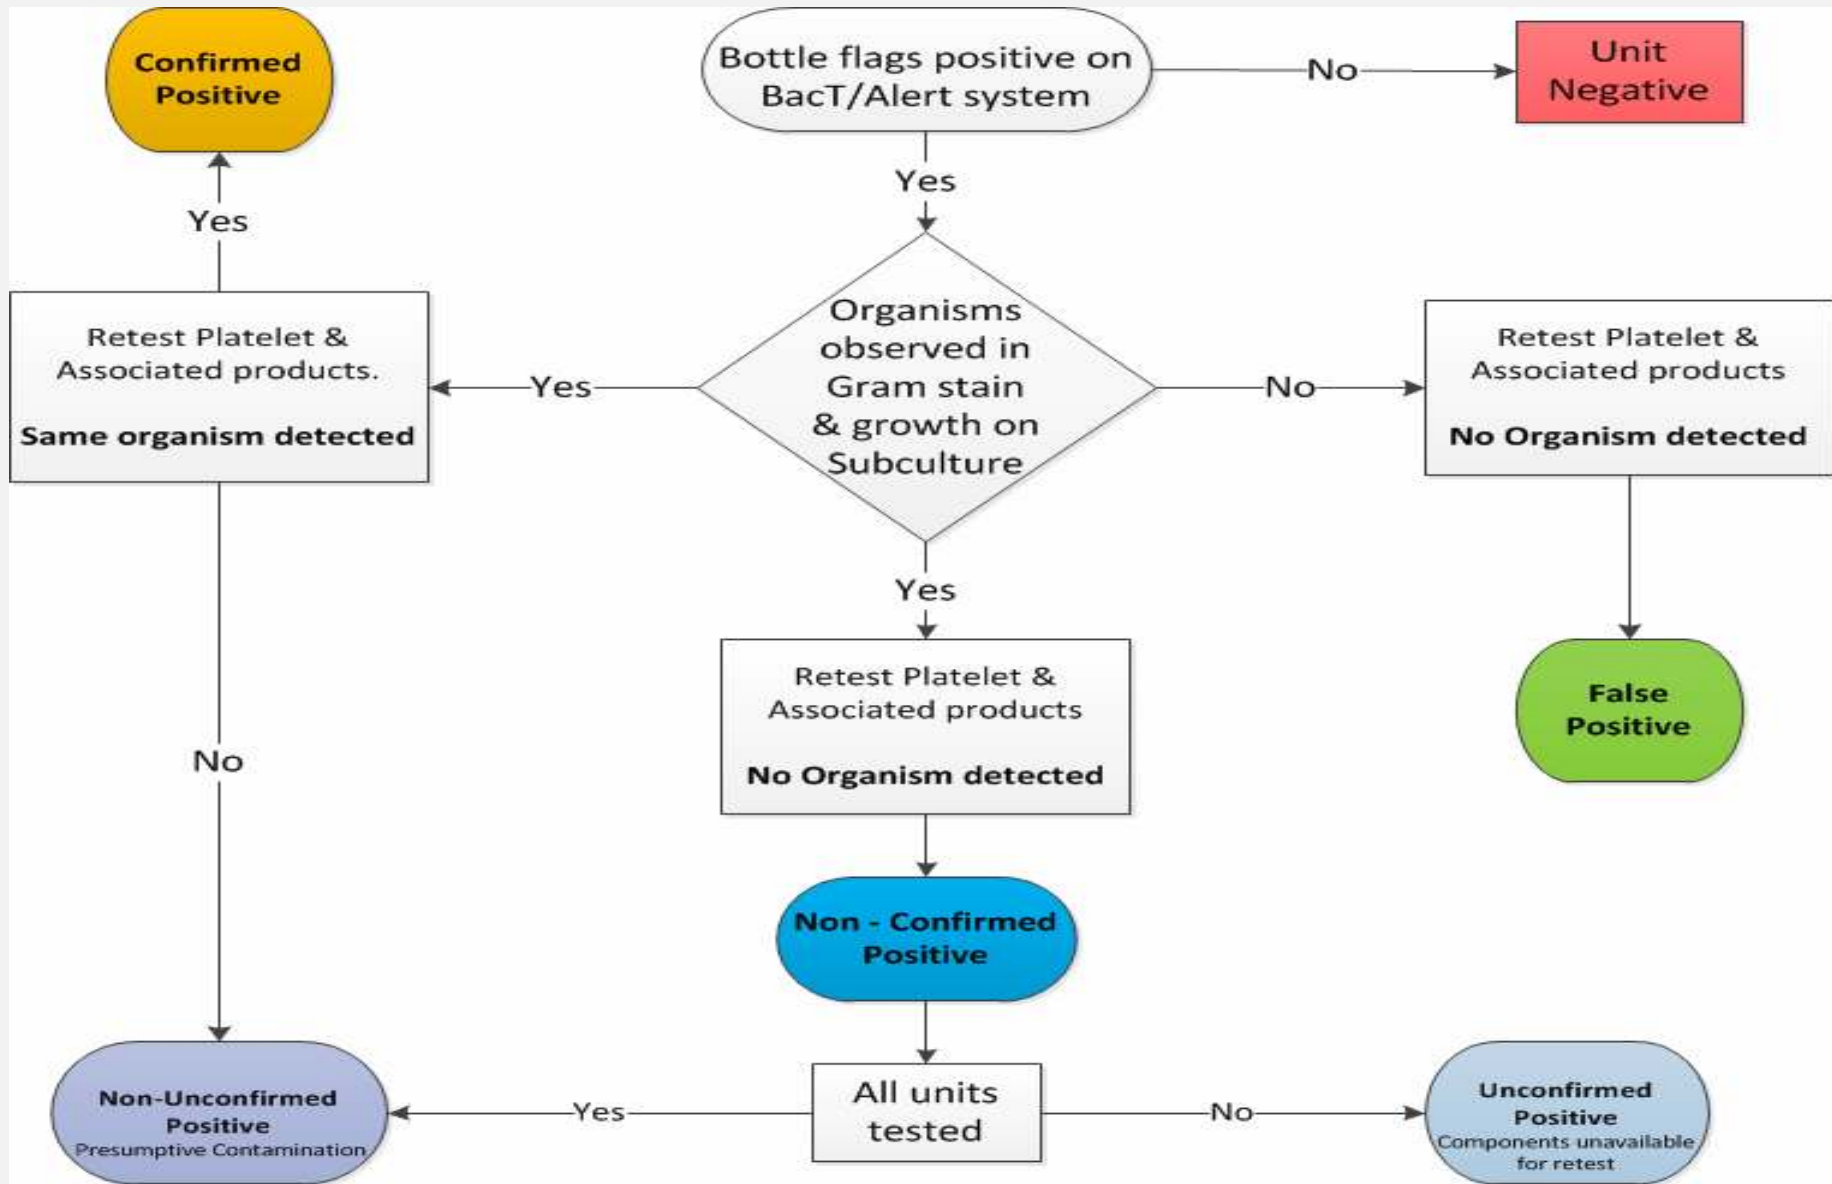 Confirmed
Positive
Bottle flags positive on
BacT/Alert system
No
Unit
Negative
Yes
Yes
Organisms
observed in
Gram stain
& growth on
Subculture
Retest Platelet &
Associated products.
Same organism detected
Yes
No
Retest Platelet &
Associated products
No Organism detected
Yes
Retest Platelet &
Associated products
No Organism detected
False
Positive
No
Non - Confirmed
Positive
Non-Unconfirmed
Positive
Presumptive Contamination
Yes
All units
tested
No
Unconfirmed
Positive
Components unavailable
for retest